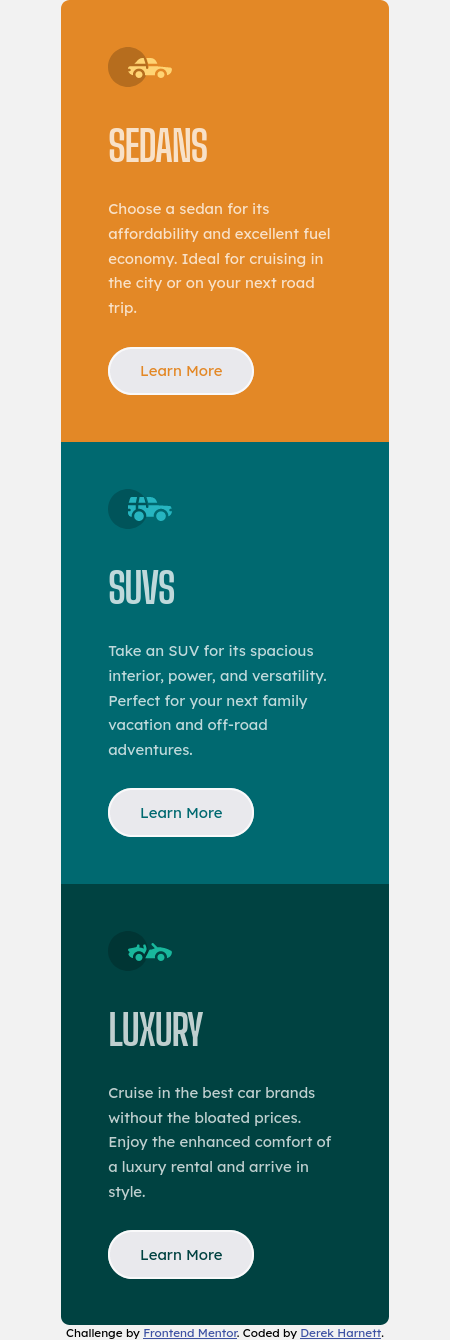 SEDANS
Choose a sedan for its
affordability and excellent fuel
economy. Ideal for cruising in
the city or on your next road
trip.
Learn More
SUVS
Take an SUV for its spacious
interior, power, and versatility.
Perfect for your next family
vacation and off-road
adventures.
Learn More
LUXURY
Cruise in the best car brands
without the bloated prices.
Enjoy the enhanced comfort of
a luxury rental and arrive in
style.
Learn More
Challenge by Frontend Mentor. Coded by Derek Harnett.